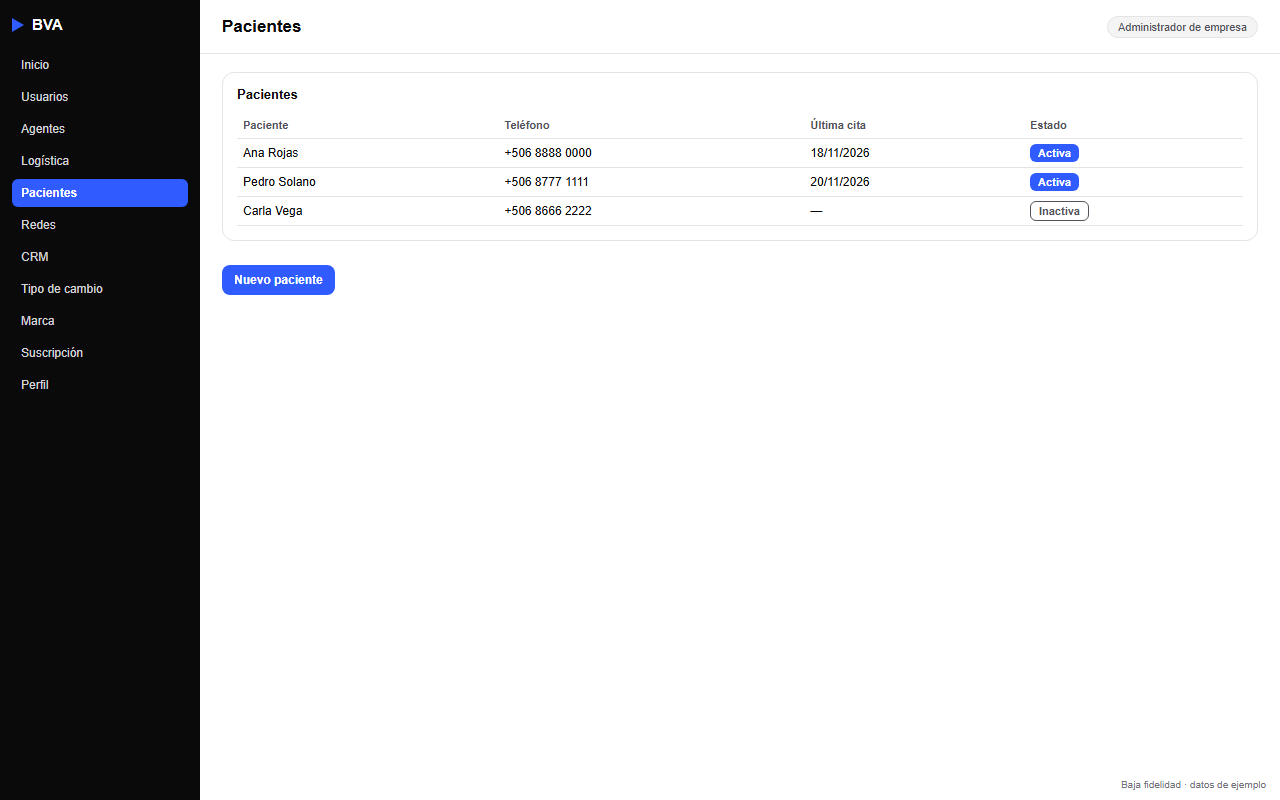 BVA
Inicio
Usuarios
Agentes
Logística
Pacientes
Redes
CRM
Tipo de cambio
Marca
Suscripción
Perfil
Pacientes
Administrador de empresa
Pacientes
Paciente Teléfono Última cita Estado
Ana Rojas +506 8888 0000 18/11/2026 Activa
Pedro Solano +506 8777 1111 20/11/2026 Activa
Carla Vega +506 8666 2222 — Inactiva
Nuevo paciente
Baja fidelidad · datos de ejemplo